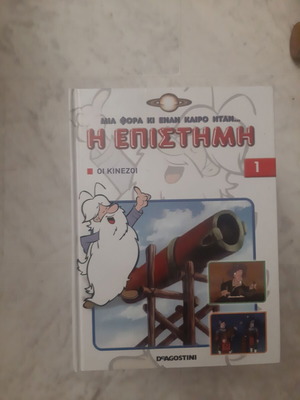 ΜΙΑ ΦΟΡΑ ΚΙ ΕΝΑΝ ΚΑΙΡΟ ΗΤΑΝ...
Η ΕΠΙΣΤΗΜΗ
ΟΙ ΚΙΝΕΖΟΙ
1
DEAGOSTINI